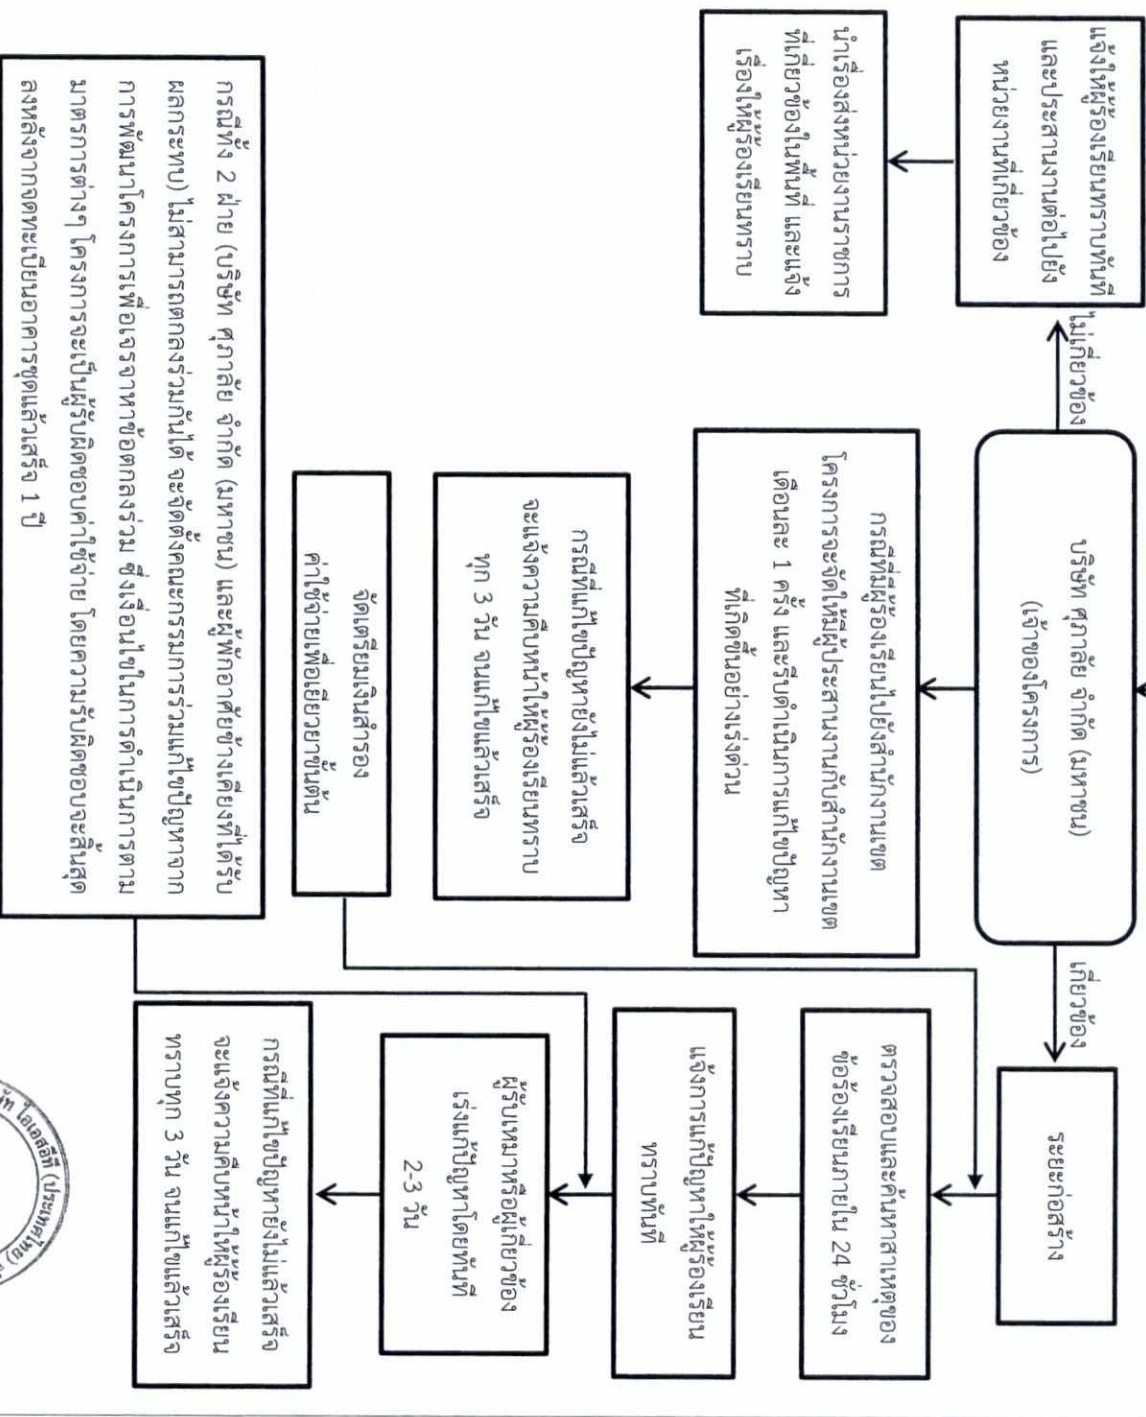 แจ้งให้ผู้ร้องเรียนทราบทันที
และประสานงานต่อไปยัง
หน่วยงานที่เกี่ยวข้อง
ไม่เกี่ยวข้อง
บริษัท ศุภาลัย จำกัด (มหาชน)
(เจ้าของโครงการ)
เกี่ยวข้อง
ระยะก่อสร้าง
นำเรื่องส่งหน่วยงานราชการ
ที่เกี่ยวข้องในพื้นที่ และแจ้ง
เรื่องให้ผู้ร้องเรียนทราบ
กรณีที่มีผู้ร้องเรียนไปยังสำนักงานเขต
โครงการจะจัดให้มีผู้ประสานงานกับสำนักงานเขต
เดือนละ 1 ครั้ง และรีบดำเนินการแก้ไขปัญหา
ที่เกิดขึ้นอย่างเร่งด่วน
ตรวจสอบและค้นหาสาเหตุของ
ข้อร้องเรียนภายใน 24 ชั่วโมง
แจ้งการแก้ปัญหาให้ผู้ร้องเรียน
ทราบทันที
กรณีที่แก้ไขปัญหายังไม่แล้วเสร็จ
จะแจ้งความคืบหน้าให้ผู้ร้องเรียนทราบ
ทุก 3 วัน จนแก้ไขแล้วเสร็จ
ผู้รับเหมาหรือผู้เกี่ยวข้อง
เร่งแก้ปัญหาโดยทันที
2-3 วัน
จัดเตรียมเงินสำรอง
ค่าใช้จ่ายเพื่อเยียวยาขั้นต้น
กรณีที่แก้ไขปัญหายังไม่แล้วเสร็จ
จะแจ้งความคืบหน้าให้ผู้ร้องเรียน
ทราบทุก 3 วัน จนแก้ไขแล้วเสร็จ
กรณีทั้ง 2 ฝ่าย (บริษัท ศุภาลัย จำกัด (มหาชน) และผู้พักอาศัยข้างเคียงที่ได้รับ
ผลกระทบ) ไม่สามารถตกลงร่วมกันได้ จะจัดตั้งคณะกรรมการร่วมแก้ไขปัญหาจาก
การพัฒนาโครงการเพื่อเจรจาหาข้อตกลงร่วม ซึ่งเงื่อนไขในการดำเนินการตาม
มาตรการต่างๆ โครงการจะเป็นผู้รับผิดชอบค่าใช้จ่าย โดยความรับผิดชอบจะสิ้นสุด
ลงหลังจากจดทะเบียนอาคารชุดแล้วเสร็จ 1 ปี
ไอเอสอที (ประเทศไทย)